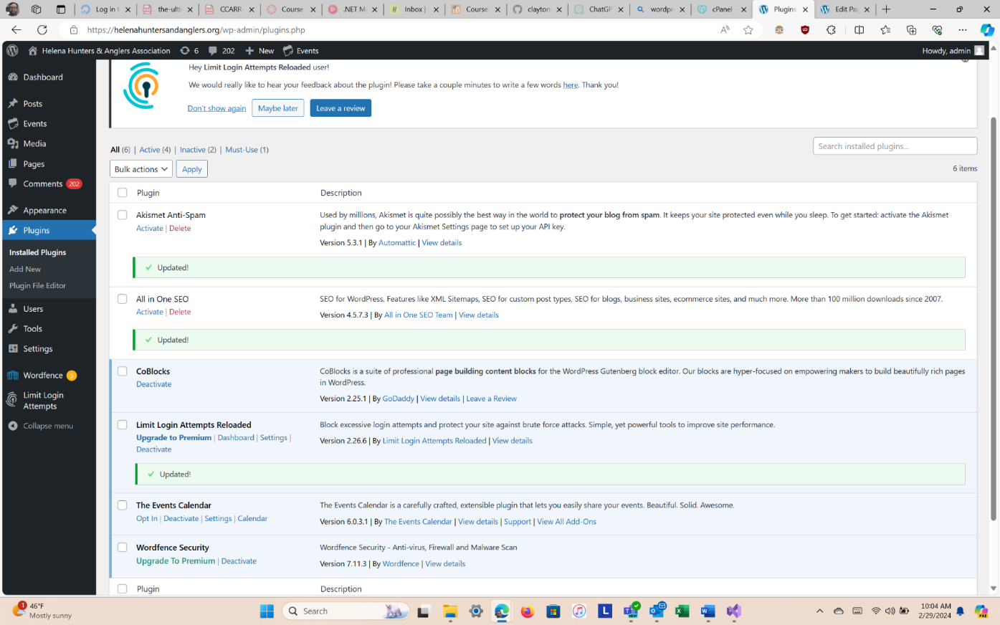 Log in t
the-ulti
CCARR
Course
.NET M
Inbox |
Course
clayton
ChatGP
wordpr
cPanel
Plugins
Edit Pa
https://helenahuntersandanglers.org/wp-admin/plugins.php
Helena Hunters & Anglers Association 6 202 New Events
Howdy, admin
Dashboard
Posts
Events
Media
Pages
Comments 202
Appearance
Plugins
Installed Plugins
Add New
Plugin File Editor
Users
Tools
Settings
Wordfence 3
Limit Login
Attempts
Collapse menu
Hey Limit Login Attempts Reloaded user!
We would really like to hear your feedback about the plugin! Please take a couple minutes to write a few words here. Thank you!
Don't show again Maybe later Leave a review
All (6) | Active (4) | Inactive (2) | Must-Use (1)
Search installed plugins...
Bulk actions Apply
6 items
Plugin Description
Akismet Anti-Spam
Activate | Delete
Used by millions, Akismet is quite possibly the best way in the world to protect your blog from spam. It keeps your site protected even while you sleep. To get started: activate the Akismet
plugin and then go to your Akismet Settings page to set up your API key.
Version 5.3.1 | By Automattic | View details
Updated!
All in One SEO
Activate | Delete
SEO for WordPress. Features like XML Sitemaps, SEO for custom post types, SEO for blogs, business sites, ecommerce sites, and much more. More than 100 million downloads since 2007.
Version 4.5.7.3 | By All in One SEO Team | View details
Updated!
CoBlocks
Deactivate
CoBlocks is a suite of professional page building content blocks for the WordPress Gutenberg block editor. Our blocks are hyper-focused on empowering makers to build beautifully rich pages
in WordPress.
Version 2.25.1 | By GoDaddy | View details | Leave a Review
Limit Login Attempts Reloaded
Upgrade to Premium | Dashboard | Settings |
Deactivate
Block excessive login attempts and protect your site against brute force attacks. Simple, yet powerful tools to improve site performance.
Version 2.26.6 | By Limit Login Attempts Reloaded | View details
Updated!
The Events Calendar
Opt In | Deactivate | Settings | Calendar
The Events Calendar is a carefully crafted, extensible plugin that lets you easily share your events. Beautiful. Solid. Awesome.
Version 6.0.3.1 | By The Events Calendar | View details | Support | View All Add-Ons
Wordfence Security
Upgrade To Premium | Deactivate
Wordfence Security - Anti-virus, Firewall and Malware Scan
Version 7.11.3 | By Wordfence | View details
Plugin Description
1
46°F
Mostly sunny
Search
L
NEW
10:04 AM
2/29/2024
PRE